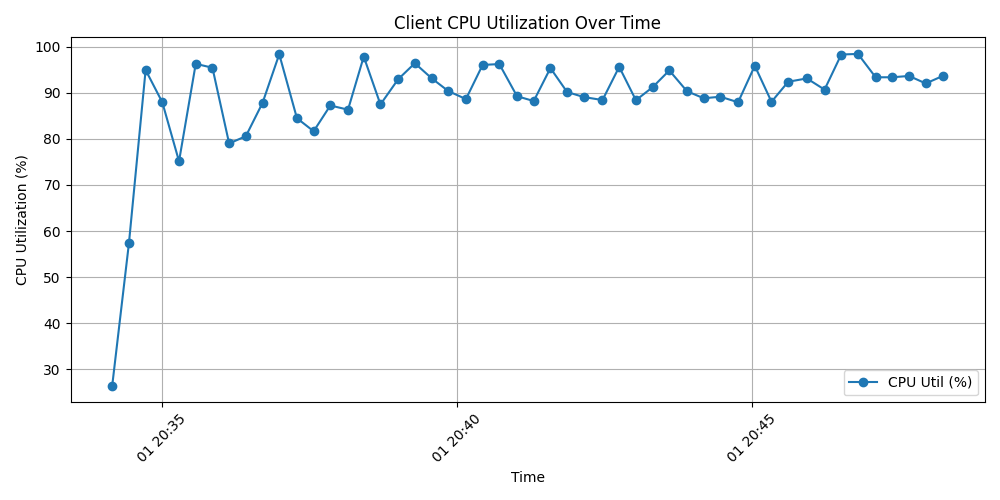 Client CPU Utilization Over Time
CPU Utilization (%)
100
90
80
70
60
50
40
30
CPU Util (%)
01 20:35
01 20:40
01 20:45
Time